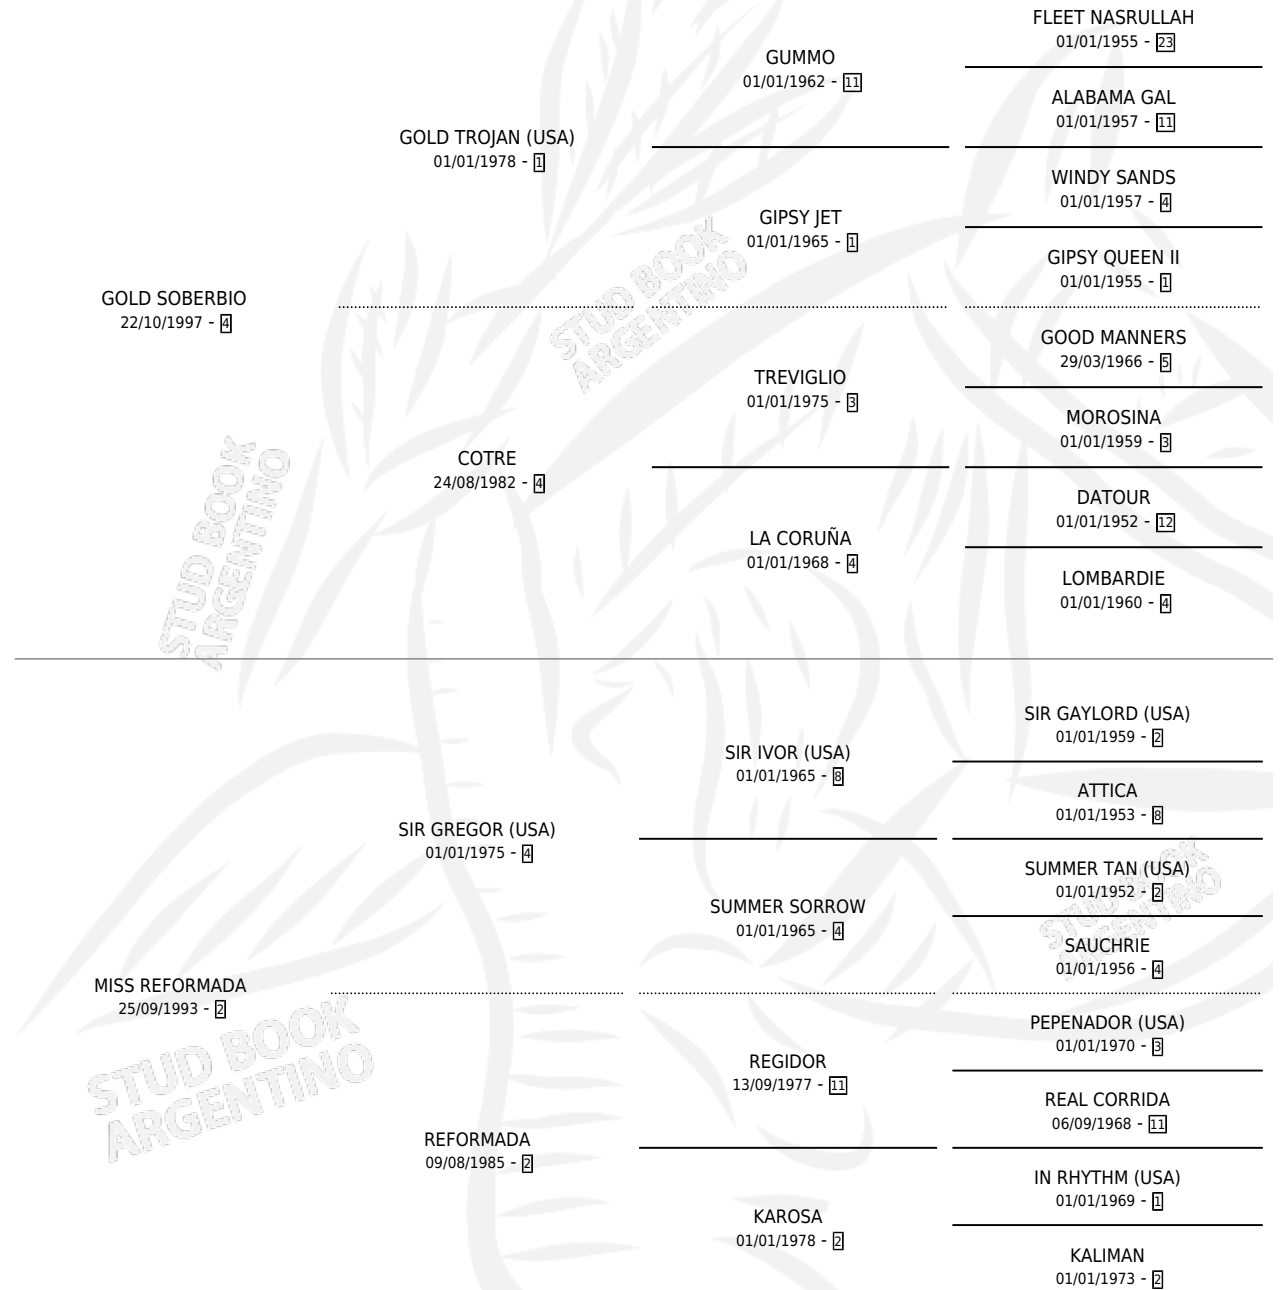 FLEET NASRULLAH
01/01/1955 - 23
GUMMO
01/01/1962 - 11
ALABAMA GAL
01/01/1957 - 11
GOLD TROJAN (USA)
01/01/1978 - 1
WINDY SANDS
01/01/1957 - 4
GIPSY JET
01/01/1965 - 1
GIPSY QUEEN II
01/01/1955 - 1
GOLD SOBERBIO
22/10/1997 - 4
GOOD MANNERS
29/03/1966 - 5
TREVIGLIO
01/01/1975 - 3
MOROSINA
01/01/1959 - 3
COTRE
24/08/1982 - 4
DATOUR
01/01/1952 - 12
LA CORUÑA
01/01/1968 - 4
LOMBARDIE
01/01/1960 - 4
SIR GAYLORD (USA)
01/01/1959 - 2
SIR IVOR (USA)
01/01/1965 - 8
ATTICA
01/01/1953 - 8
SIR GREGOR (USA)
01/01/1975 - 4
SUMMER TAN (USA)
01/01/1952 - 2
SUMMER SORROW
01/01/1965 - 4
SAUCHRIE
01/01/1956 - 4
MISS REFORMADA
25/09/1993 - 2
PEPENADOR (USA)
01/01/1970 - 3
REGIDOR
13/09/1977 - 11
REAL CORRIDA
06/09/1968 - 11
REFORMADA
09/08/1985 - 2
IN RHYTHM (USA)
01/01/1969 - 1
KAROSA
01/01/1978 - 2
KALIMAN
01/01/1973 - 2
STUD BOOK
ARGENTINO
STUD BOOK
ARGENTINO
STUD BOOK
ARGENTINO
STUD BOOK
ARGENTINO